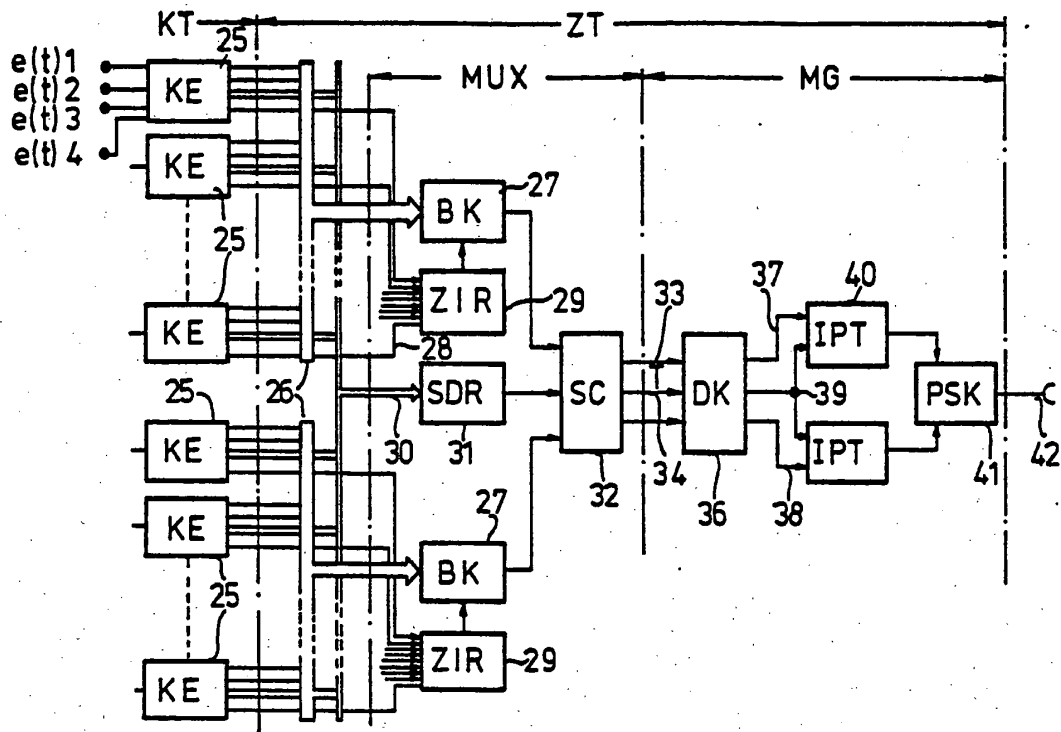 KT ZT
25 MUX MG
e(t)1
e(t)2
e(t)3
e(t)4
KE
KE
25
27
BK
25
KE
ZIR
29
28
26
33
37
40
IPT
25
KE
SDR
30
31
SC
32
34
DK
36
39
38
IPT
PSK
41
42
KE
25
27
BK
KE
ZIR
29